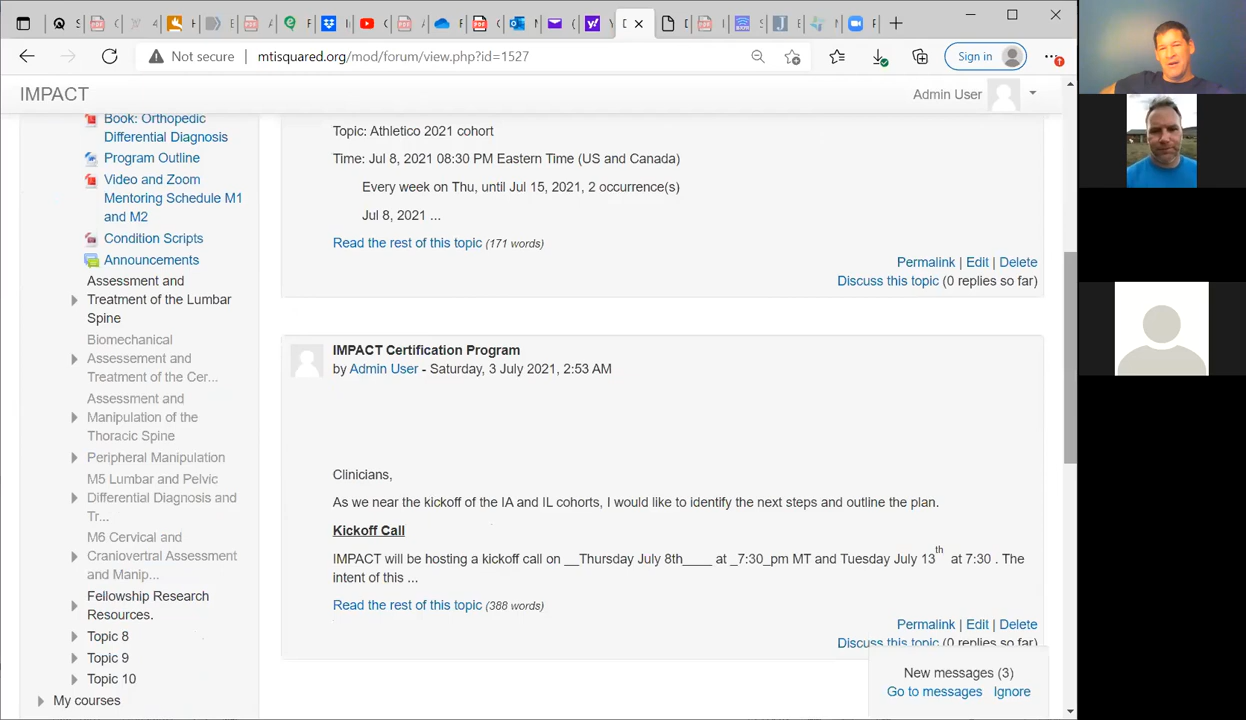 Not secure
mtisquared.org/mod/forum/view.php?id=1527
Sign in
IMPACT
Admin User
Book: Orthopedic
Differential Diagnosis
Program Outline
Video and Zoom
Mentoring Schedule M1
and M2
Condition Scripts
Announcements
Assessment and
Treatment of the Lumbar
Spine
Biomechanical
Assessement and
Treatment of the Cer...
Assessment and
Manipulation of the
Thoracic Spine
Peripheral Manipulation
M5 Lumbar and Pelvic
Differential Diagnosis and
Tr...
M6 Cervical and
Craniovertral Assessment
and Manip...
Fellowship Research
Resources.
Topic 8
Topic 9
Topic 10
My courses
Topic: Athletico 2021 cohort
Time: Jul 8, 2021 08:30 PM Eastern Time (US and Canada)
Every week on Thu, until Jul 15, 2021, 2 occurrence(s)
Jul 8, 2021 ...
Read the rest of this topic (171 words)
Permalink | Edit | Delete
Discuss this topic (0 replies so far)
IMPACT Certification Program
by Admin User - Saturday, 3 July 2021, 2:53 AM
Clinicians,
As we near the kickoff of the IA and IL cohorts, I would like to identify the next steps and outline the plan.
Kickoff Call
IMPACT will be hosting a kickoff call on __Thursday July 8th____ at _7:30_pm MT and Tuesday July 13th at 7:30 . The
intent of this ...
Read the rest of this topic (388 words)
Permalink | Edit | Delete
Discuss this topic (0 replies so far)
New messages (3)
Go to messages Ignore